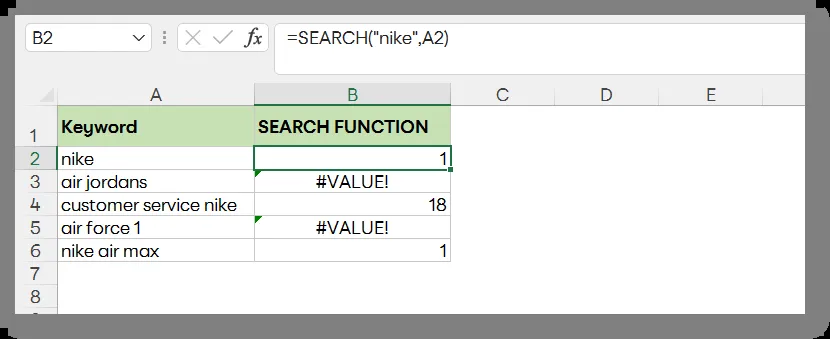 B2 fx =SEARCH("nike",A2)
A B C D E
1 Keyword SEARCH FUNCTION
2 nike 1
3 air jordans #VALUE!
4 customer service nike 18
5 air force 1 #VALUE!
6 nike air max 1
7
8